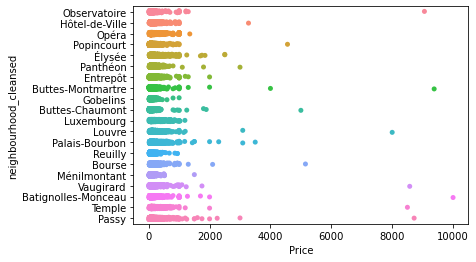 Observatoire
Hôtel-de-Ville
Opéra
Popincourt
Élysée
Panthéon
Entrepôt
Buttes-Montmartre
Gobelins
Buttes-Chaumont
Luxembourg
Louvre
Palais-Bourbon
Reuilly
Bourse
Ménilmontant
Vaugirard
Batignolles-Monceau
Temple
Passy
neighbourhood_cleansed
0 2000 4000 6000 8000 10000
Price